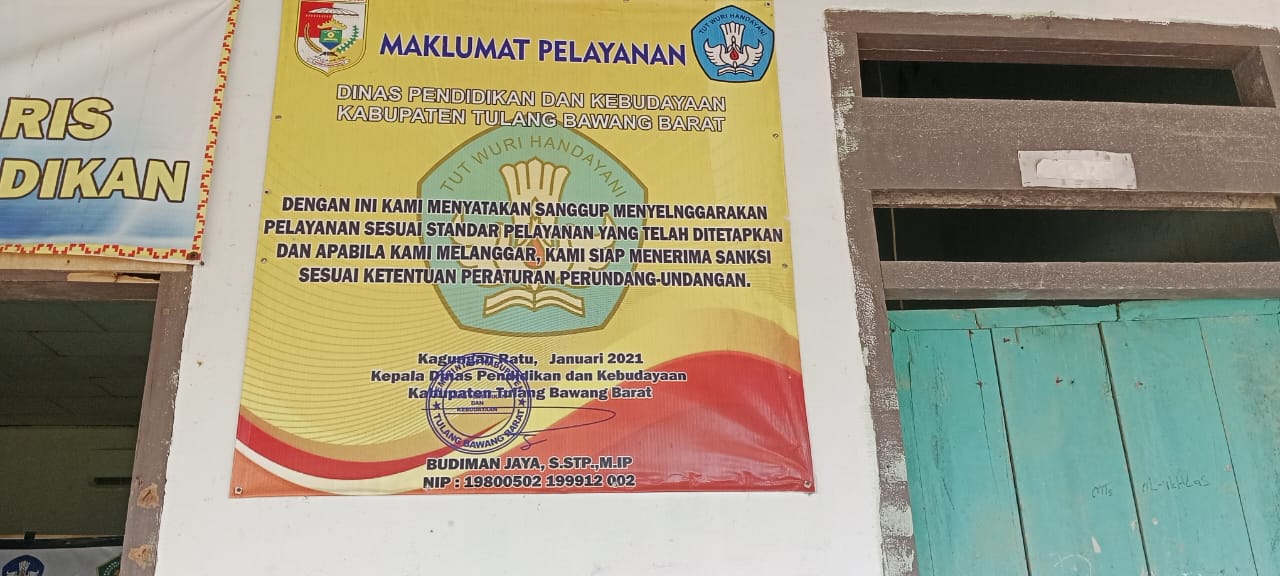 RIS
DIKAN
MAKLUMAT PELAYANAN
TUT WURI HANDAYANI
DINAS PENDIDIKAN DAN KEBUDAYAAN
KABUPATEN TULANG BAWANG BARAT
TUT WURI HANDAYANI
DENGAN INI KAMI MENYATAKAN SANGGUP MENYELNGGARAKAN
PELAYANAN SESUAI STANDAR PELAYANAN YANG TELAH DITETAPKAN
DAN APABILA KAMI MELANGGAR, KAMI SIAP MENERIMA SANKSI
SESUAI KETENTUAN PERATURAN PERUNDANG-UNDANGAN.
Kagungan Ratu, Januari 2021
Kepala Dinas Pendidikan dan Kebudayaan
Kabupaten Tulang Bawang Barat
DAN
KEBUDAYAAN
TULANG BAWANG BARAT
BUDIMAN JAYA, S.STP.,M.IP
NIP : 19800502 199912 002